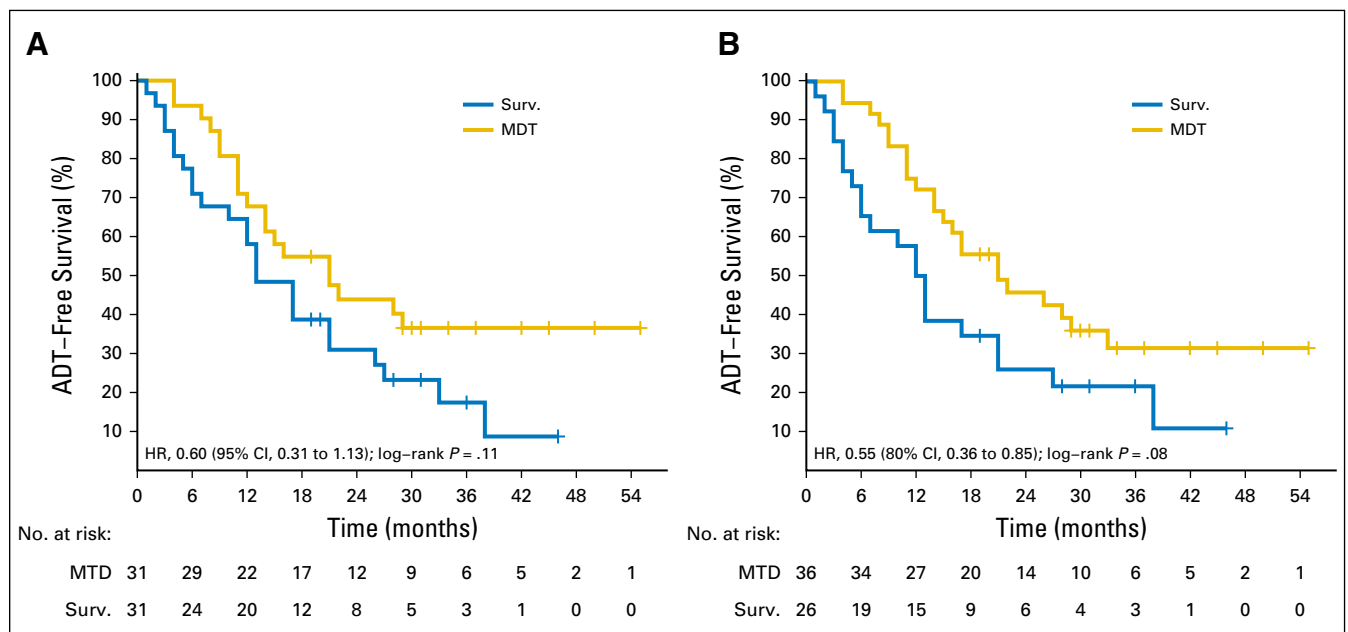 A
ADT–Free Survival (%)
100
90
80
70
60
50
40
30
20
10
Surv.
MDT
HR, 0.60 (95% CI, 0.31 to 1.13); log–rank P = .11
0 6 12 18 24 30 36 42 48 54
Time (months)
No. at risk:
MTD 31 29 22 17 12 9 6 5 2 1
Surv. 31 24 20 12 8 5 3 1 0 0
B
ADT–Free Survival (%)
100
90
80
70
60
50
40
30
20
10
Surv.
MDT
HR, 0.55 (80% CI, 0.36 to 0.85); log–rank P = .08
0 6 12 18 24 30 36 42 48 54
Time (months)
No. at risk:
MTD 36 34 27 20 14 10 6 5 2 1
Surv. 26 19 15 9 6 4 3 1 0 0